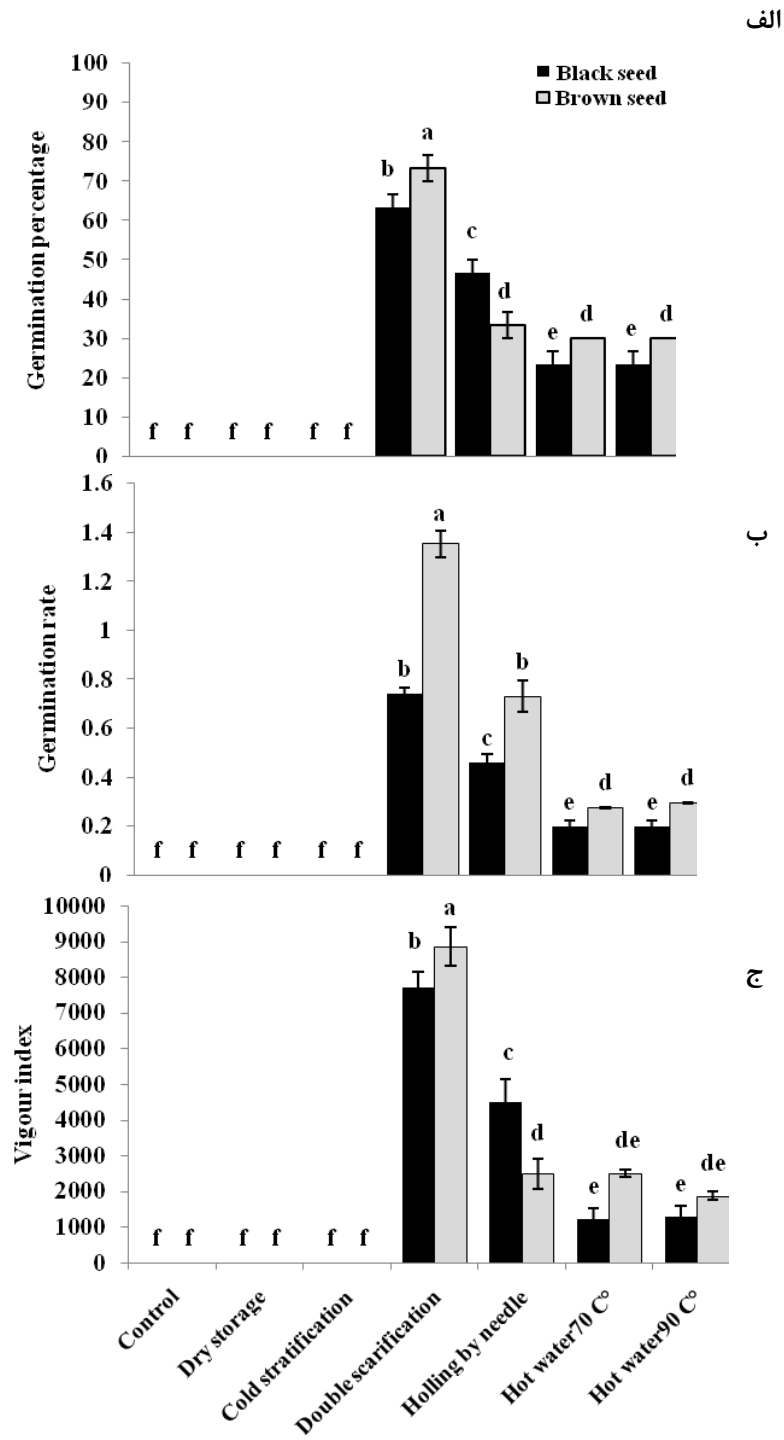 الف
Black seed
Brown seed
Germination percentage
100
90
80
70
60
50
40
30
20
10
0
f f f f f f b a c d e d e d
ب
Germination rate
1.6
1.4
1.2
1
0.8
0.6
0.4
0.2
0
f f f f f f b a c b e d e d
ج
Vigour index
10000
9000
8000
7000
6000
5000
4000
3000
2000
1000
0
f f f f f f b a c d e de e de
Control
Dry storage
Cold stratification
Double scarification
Holling by needle
Hot water70 C°
Hot water90 C°